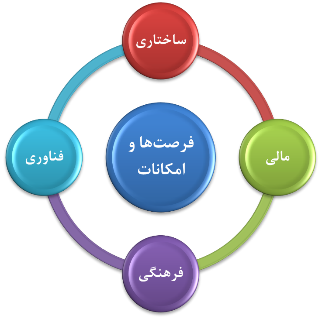 ساختاری
مالی
فرصت‌ها و
امکانات
فناوری
فرهنگی